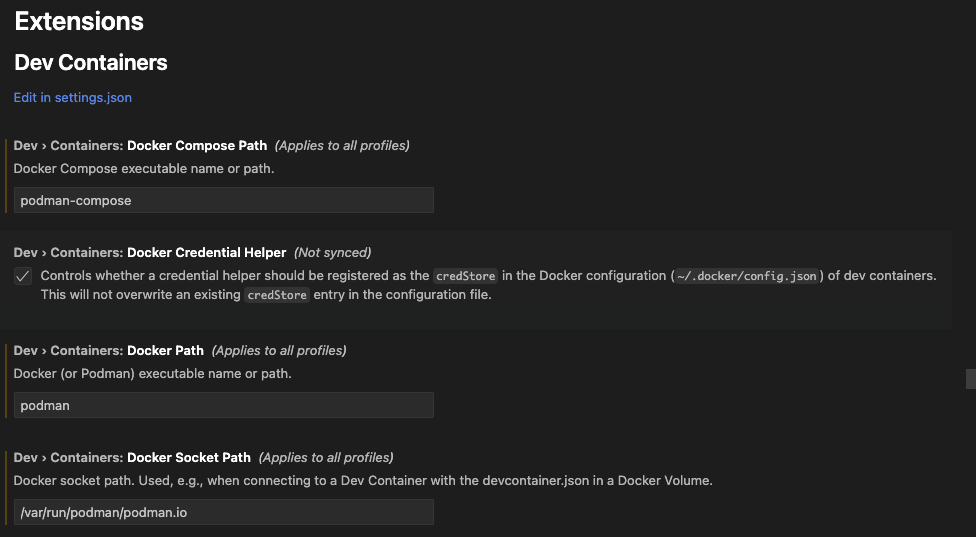 Extensions
Dev Containers
Edit in settings.json
Dev › Containers: Docker Compose Path (Applies to all profiles)
Docker Compose executable name or path.
podman-compose
Dev › Containers: Docker Credential Helper (Not synced)
Controls whether a credential helper should be registered as the credStore in the Docker configuration (~/.docker/config.json) of dev containers.
This will not overwrite an existing credStore entry in the configuration file.
Dev › Containers: Docker Path (Applies to all profiles)
Docker (or Podman) executable name or path.
podman
Dev › Containers: Docker Socket Path (Applies to all profiles)
Docker socket path. Used, e.g., when connecting to a Dev Container with the devcontainer.json in a Docker Volume.
/var/run/podman/podman.io